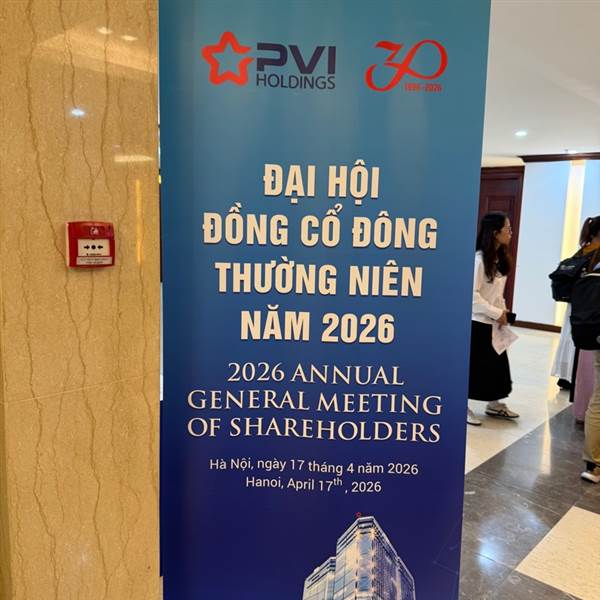 PVI
HOLDINGS
30
1996-2026
ĐẠI HỘI
ĐỒNG CỔ ĐÔNG
THƯỜNG NIÊN
NĂM 2026
2026 ANNUAL
GENERAL MEETING
OF SHAREHOLDERS
Hà Nội, ngày 17 tháng 4 năm 2026
Hanoi, April 17th, 2026